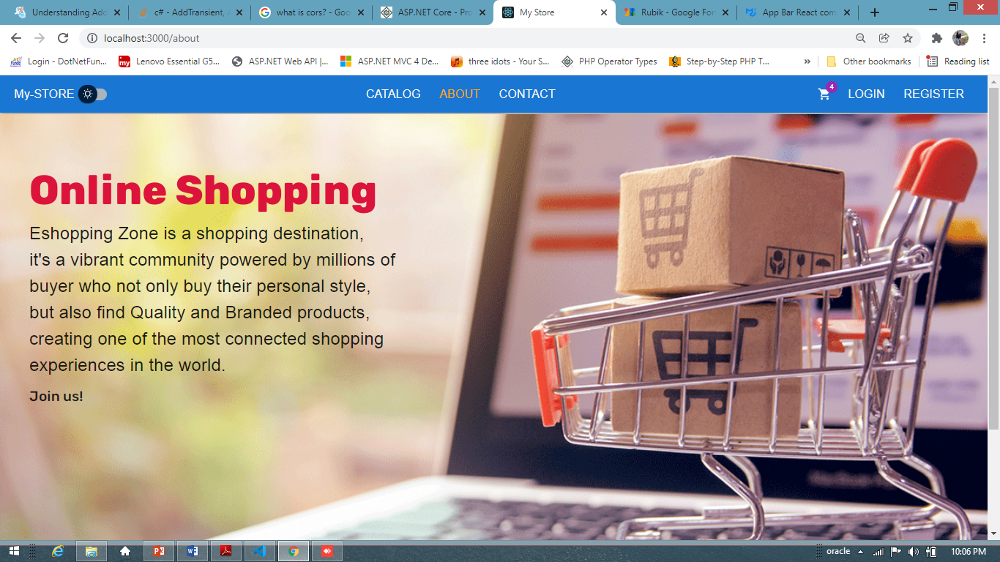 Understanding Add
c# - AddTransient, A
what is cors? - Goo
ASP.NET Core - Pro
My Store
Rubik - Google Fon
App Bar React com
localhost:3000/about
Login - DotNetFun...
Lenovo Essential G5...
ASP.NET Web API |...
ASP.NET MVC 4 De...
three idots - Your S...
PHP Operator Types
Step-by-Step PHP T...
»
Other bookmarks
Reading list
My-STORE
CATALOG
ABOUT
CONTACT
4
LOGIN
REGISTER
Online Shopping
Eshopping Zone is a shopping destination,
it's a vibrant community powered by millions of
buyer who not only buy their personal style,
but also find Quality and Branded products,
creating one of the most connected shopping
experiences in the world.
Join us!
oracle
10:06 PM